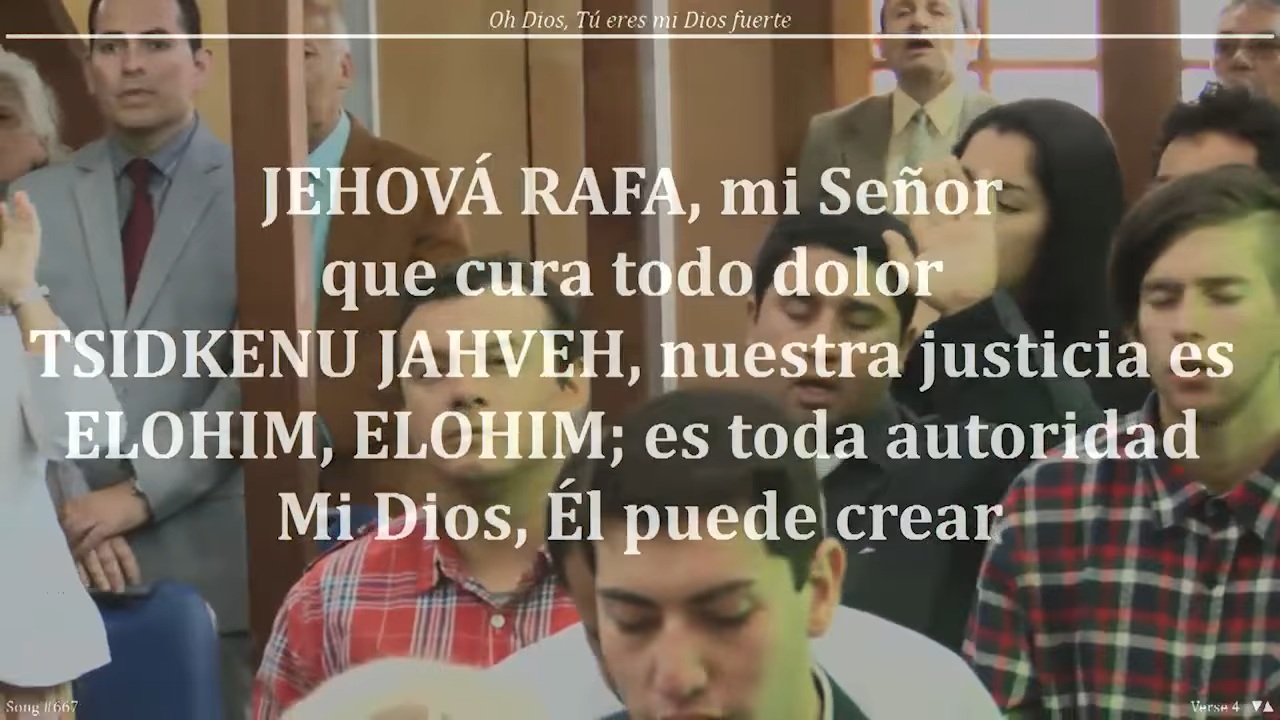 Oh Dios, Tú eres mi Dios fuerte
JEHOVÁ RAFA, mi Señor
que cura todo dolor
TSIDKENU JAHVEH, nuestra justicia es
ELOHIM, ELOHIM; es toda autoridad
Mi Dios, Él puede crear
Song #667
Verse 4 ▼▲